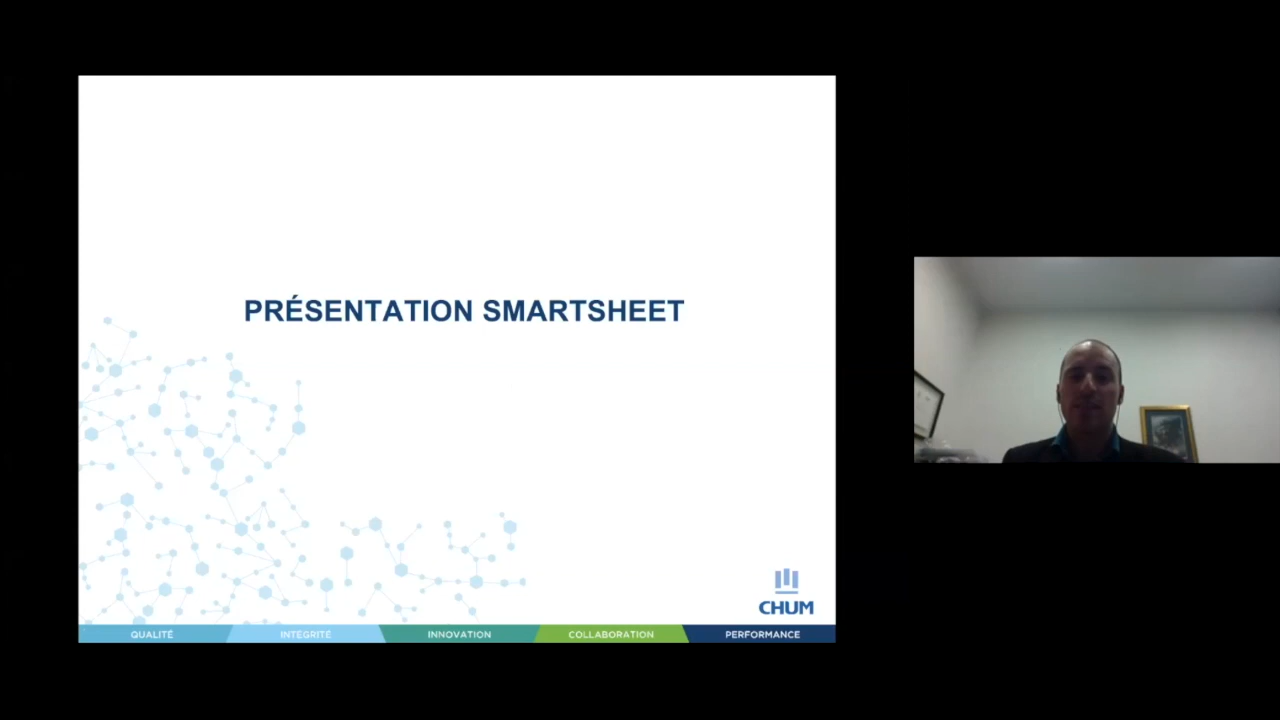 PRÉSENTATION SMARTSHEET
CHUM
QUALITÉ
INTÉGRITÉ
INNOVATION
COLLABORATION
PERFORMANCE